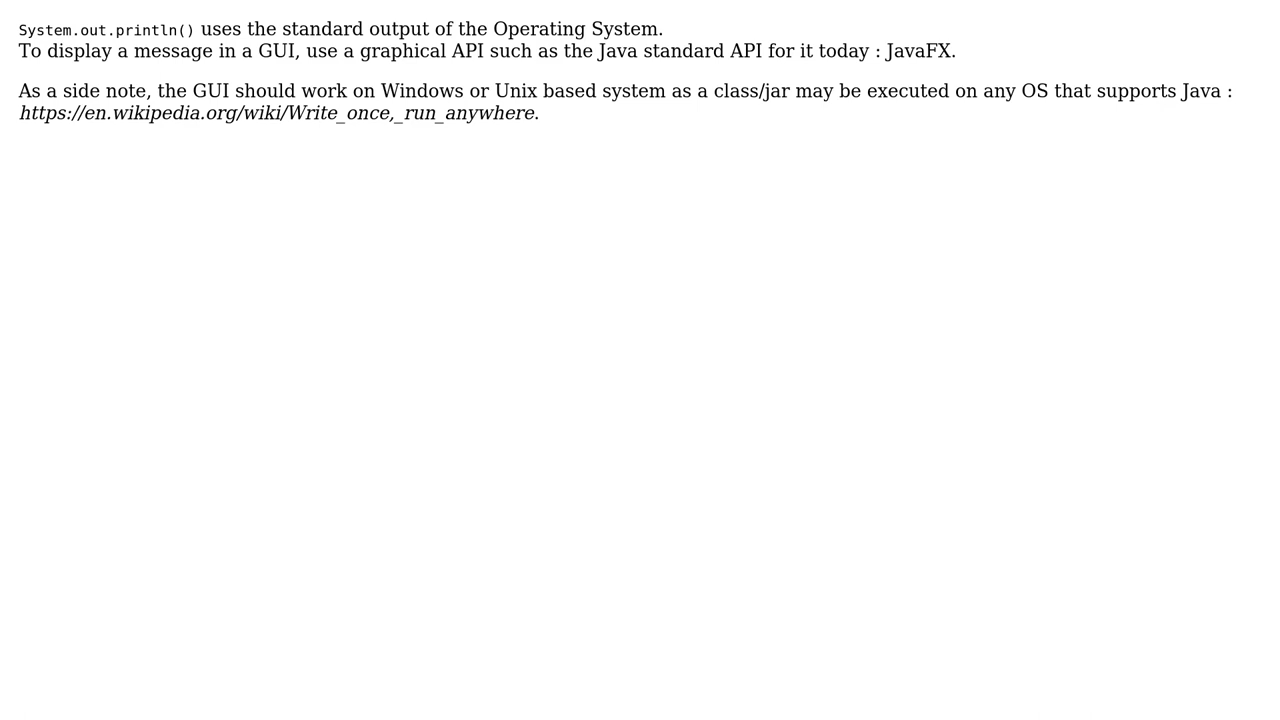 System.out.println() uses the standard output of the Operating System.
To display a message in a GUI, use a graphical API such as the Java standard API for it today : JavaFX.
As a side note, the GUI should work on Windows or Unix based system as a class/jar may be executed on any OS that supports Java :
https://en.wikipedia.org/wiki/Write_once,_run_anywhere.